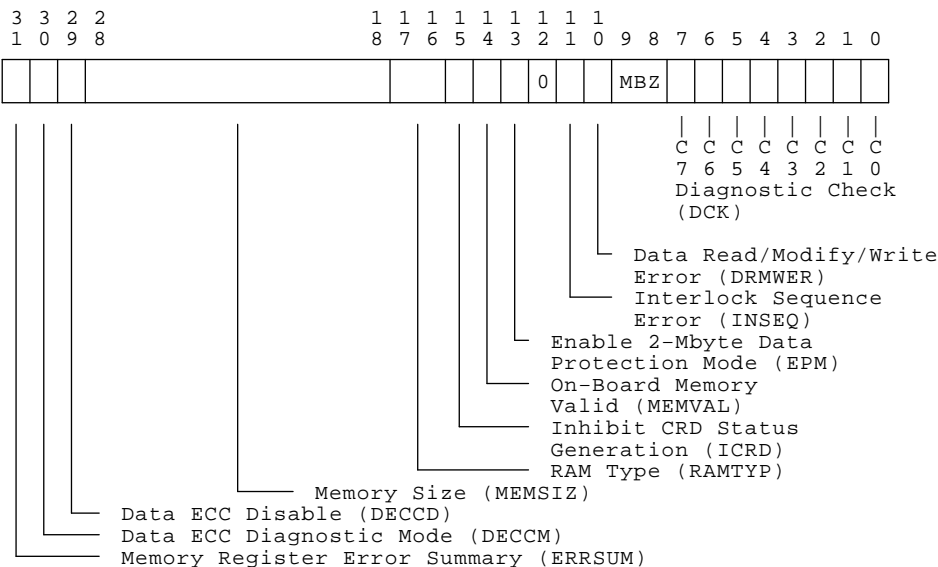 3 3 2 2 1 1 1 1 1 1 1 1 1
1 0 9 8 8 7 6 5 4 3 2 1 0 9 8 7 6 5 4 3 2 1 0
0 MBZ
C C C C C C C C
7 6 5 4 3 2 1 0
Diagnostic Check
(DCK)
Data Read/Modify/Write
Error (DRMWER)
Interlock Sequence
Error (INSEQ)
Enable 2-Mbyte Data
Protection Mode (EPM)
On-Board Memory
Valid (MEMVAL)
Inhibit CRD Status
Generation (ICRD)
RAM Type (RAMTYP)
Memory Size (MEMSIZ)
Data ECC Disable (DECCD)
Data ECC Diagnostic Mode (DECCM)
Memory Register Error Summary (ERRSUM)